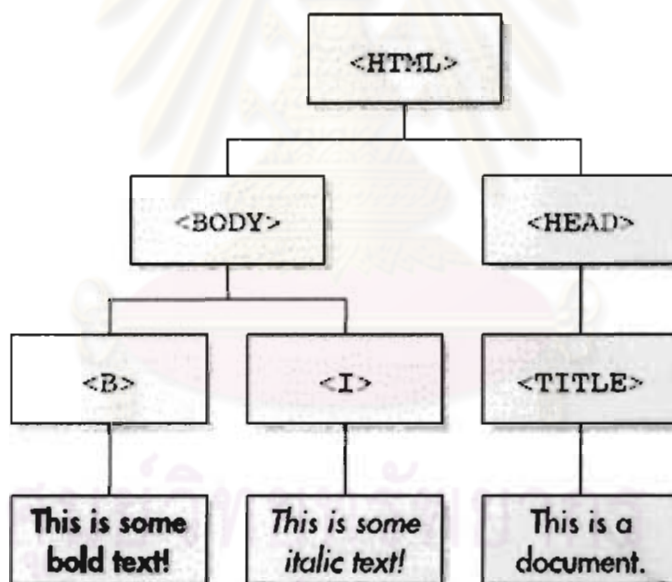 <HTML>
<BODY>
<HEAD>
<B>
<I>
<TITLE>
This is some
bold text!
This is some
italic text!
This is a
document.